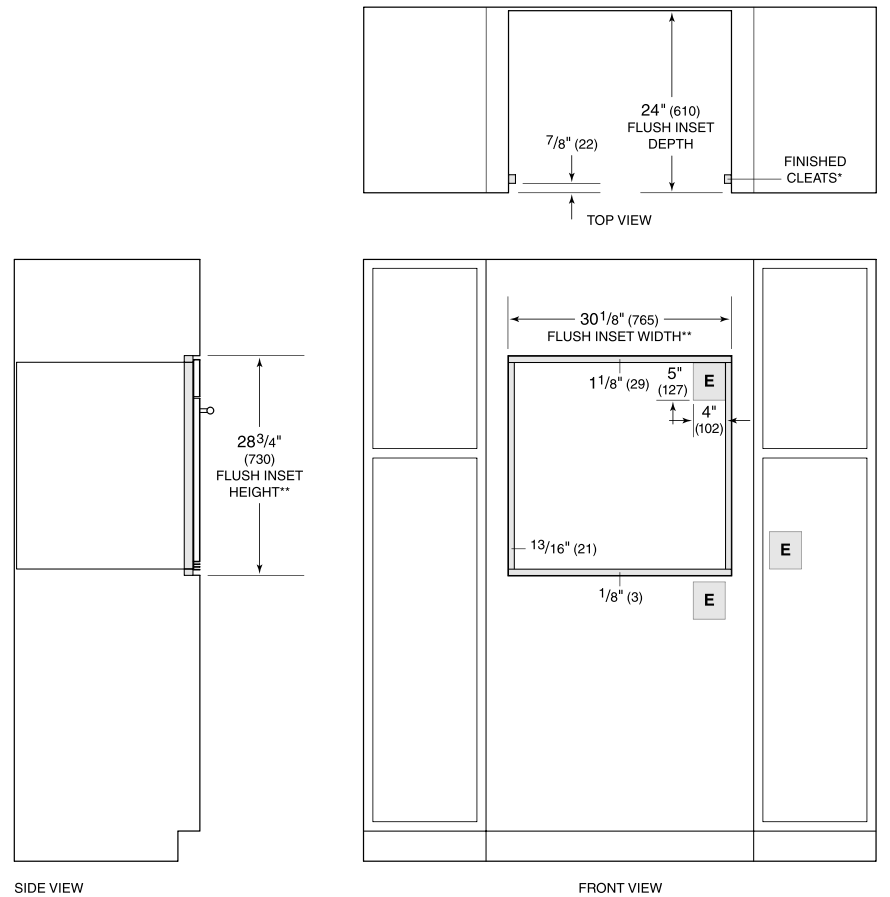 24" (610)
FLUSH INSET
DEPTH
7/8" (22)
FINISHED
CLEATS*
TOP VIEW
30 1/8" (765)
FLUSH INSET WIDTH**
1 1/8" (29)
5"
(127)
E
4"
(102)
28 3/4"
(730)
FLUSH INSET
HEIGHT**
13/16" (21)
E
1/8" (3)
E
SIDE VIEW
FRONT VIEW